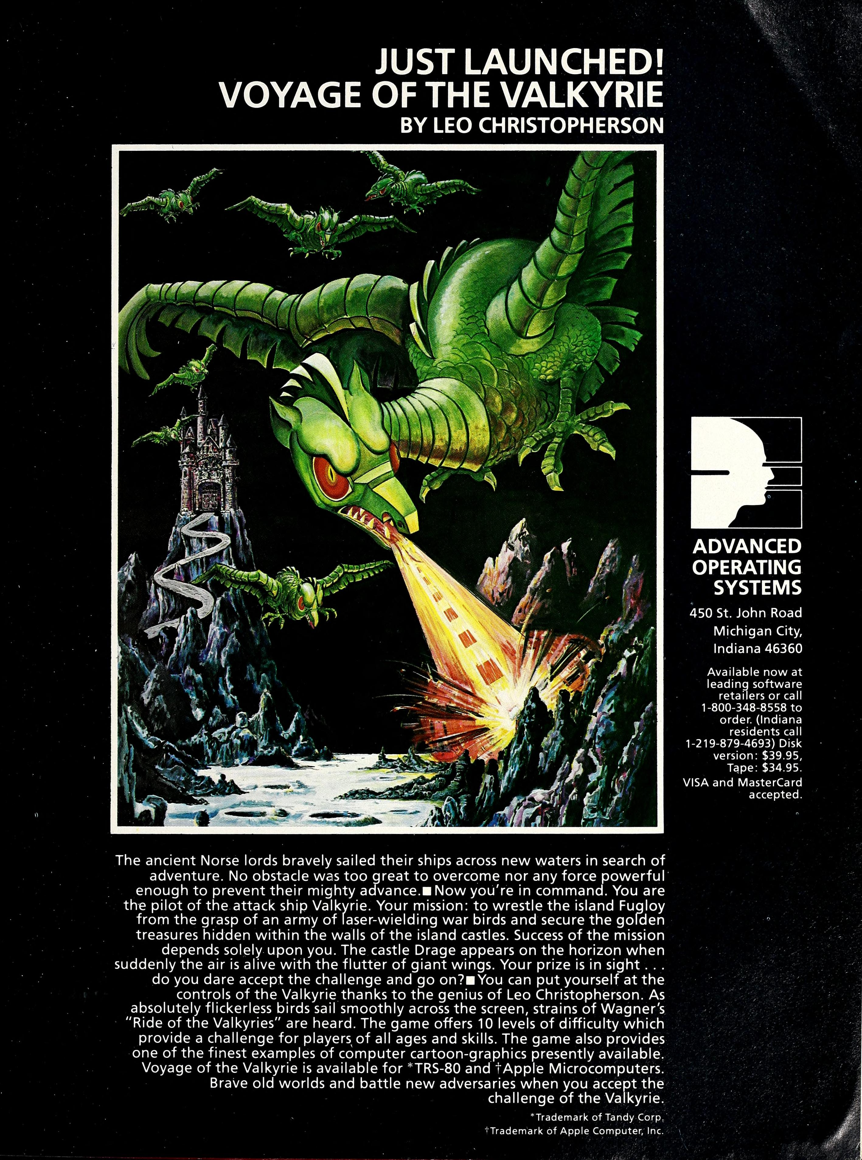 JUST LAUNCHED!
VOYAGE OF THE VALKYRIE
BY LEO CHRISTOPHERSON
ADVANCED
OPERATING
SYSTEMS
450 St. John Road
Michigan City,
Indiana 46360
Available now at
leading software
retailers or call
1-800-348-8558 to
order. (Indiana
residents call
1-219-879-4693) Disk
version: $39.95,
Tape: $34.95.
VISA and MasterCard
accepted.
The ancient Norse lords bravely sailed their ships across new waters in search of
adventure. No obstacle was too great to overcome nor any force powerful
enough to prevent their mighty advance.■Now you're in command. You are
the pilot of the attack ship Valkyrie. Your mission: to wrestle the island Fugloy
from the grasp of an army of laser-wielding war birds and secure the golden
treasures hidden within the walls of the island castles. Success of the mission
depends solely upon you. The castle Drage appears on the horizon when
suddenly the air is alive with the flutter of giant wings. Your prize is in sight . . .
do you dare accept the challenge and go on?■You can put yourself at the
controls of the Valkyrie thanks to the genius of Leo Christopherson. As
absolutely flickerless birds sail smoothly across the screen, strains of Wagner's
"Ride of the Valkyries" are heard. The game offers 10 levels of difficulty which
provide a challenge for players of all ages and skills. The game also provides
one of the finest examples of computer cartoon-graphics presently available.
Voyage of the Valkyrie is available for *TRS-80 and †Apple Microcomputers.
Brave old worlds and battle new adversaries when you accept the
challenge of the Valkyrie.
*Trademark of Tandy Corp.
†Trademark of Apple Computer, Inc.